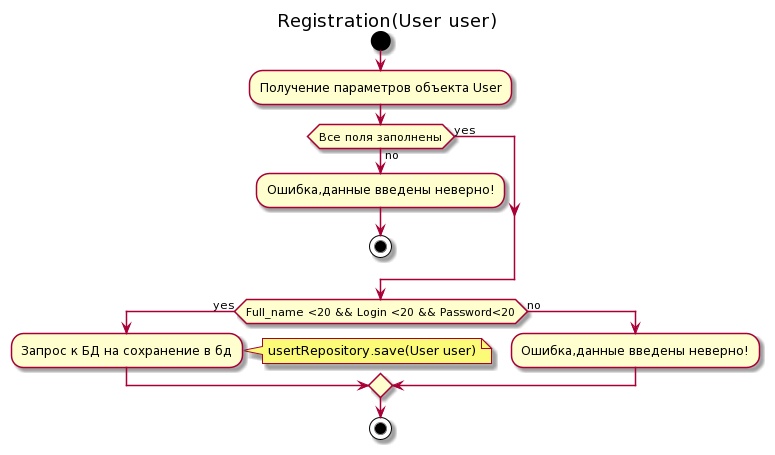 Registration(User user)
Получение параметров объекта User
Все поля заполнены
yes
no
Ошибка,данные введены неверно!
yes
Full_name <20 && Login <20 && Password<20
no
Запрос к БД на сохранение в бд
usertRepository.save(User user)
Ошибка,данные введены неверно!